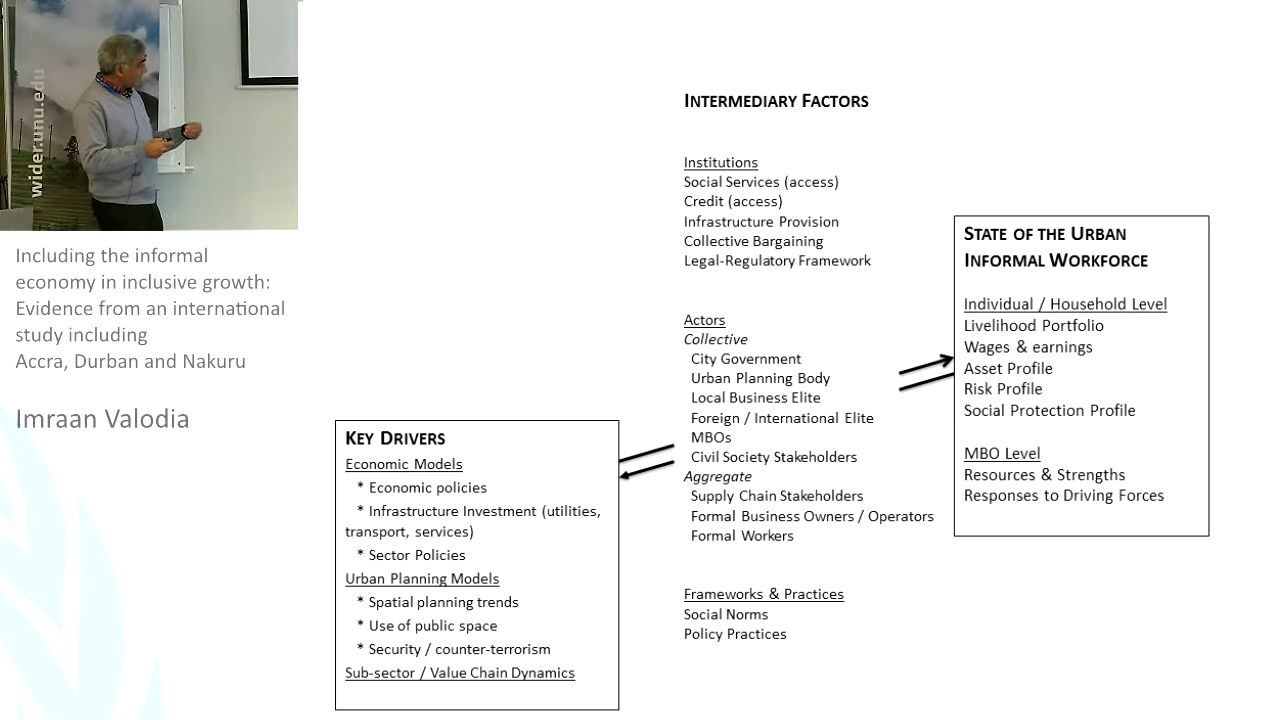 wider.unu.edu
Including the informal
economy in inclusive growth:
Evidence from an international
study including
Accra, Durban and Nakuru
Imraan Valodia
KEY DRIVERS
Economic Models
* Economic policies
* Infrastructure Investment (utilities,
transport, services)
* Sector Policies
Urban Planning Models
* Spatial planning trends
* Use of public space
* Security / counter-terrorism
Sub-sector / Value Chain Dynamics
INTERMEDIARY FACTORS
Institutions
Social Services (access)
Credit (access)
Infrastructure Provision
Collective Bargaining
Legal-Regulatory Framework
Actors
Collective
City Government
Urban Planning Body
Local Business Elite
Foreign / International Elite
MBOs
Civil Society Stakeholders
Aggregate
Supply Chain Stakeholders
Formal Business Owners / Operators
Formal Workers
Frameworks & Practices
Social Norms
Policy Practices
STATE OF THE URBAN
INFORMAL WORKFORCE
Individual / Household Level
Livelihood Portfolio
Wages & earnings
Asset Profile
Risk Profile
Social Protection Profile
MBO Level
Resources & Strengths
Responses to Driving Forces